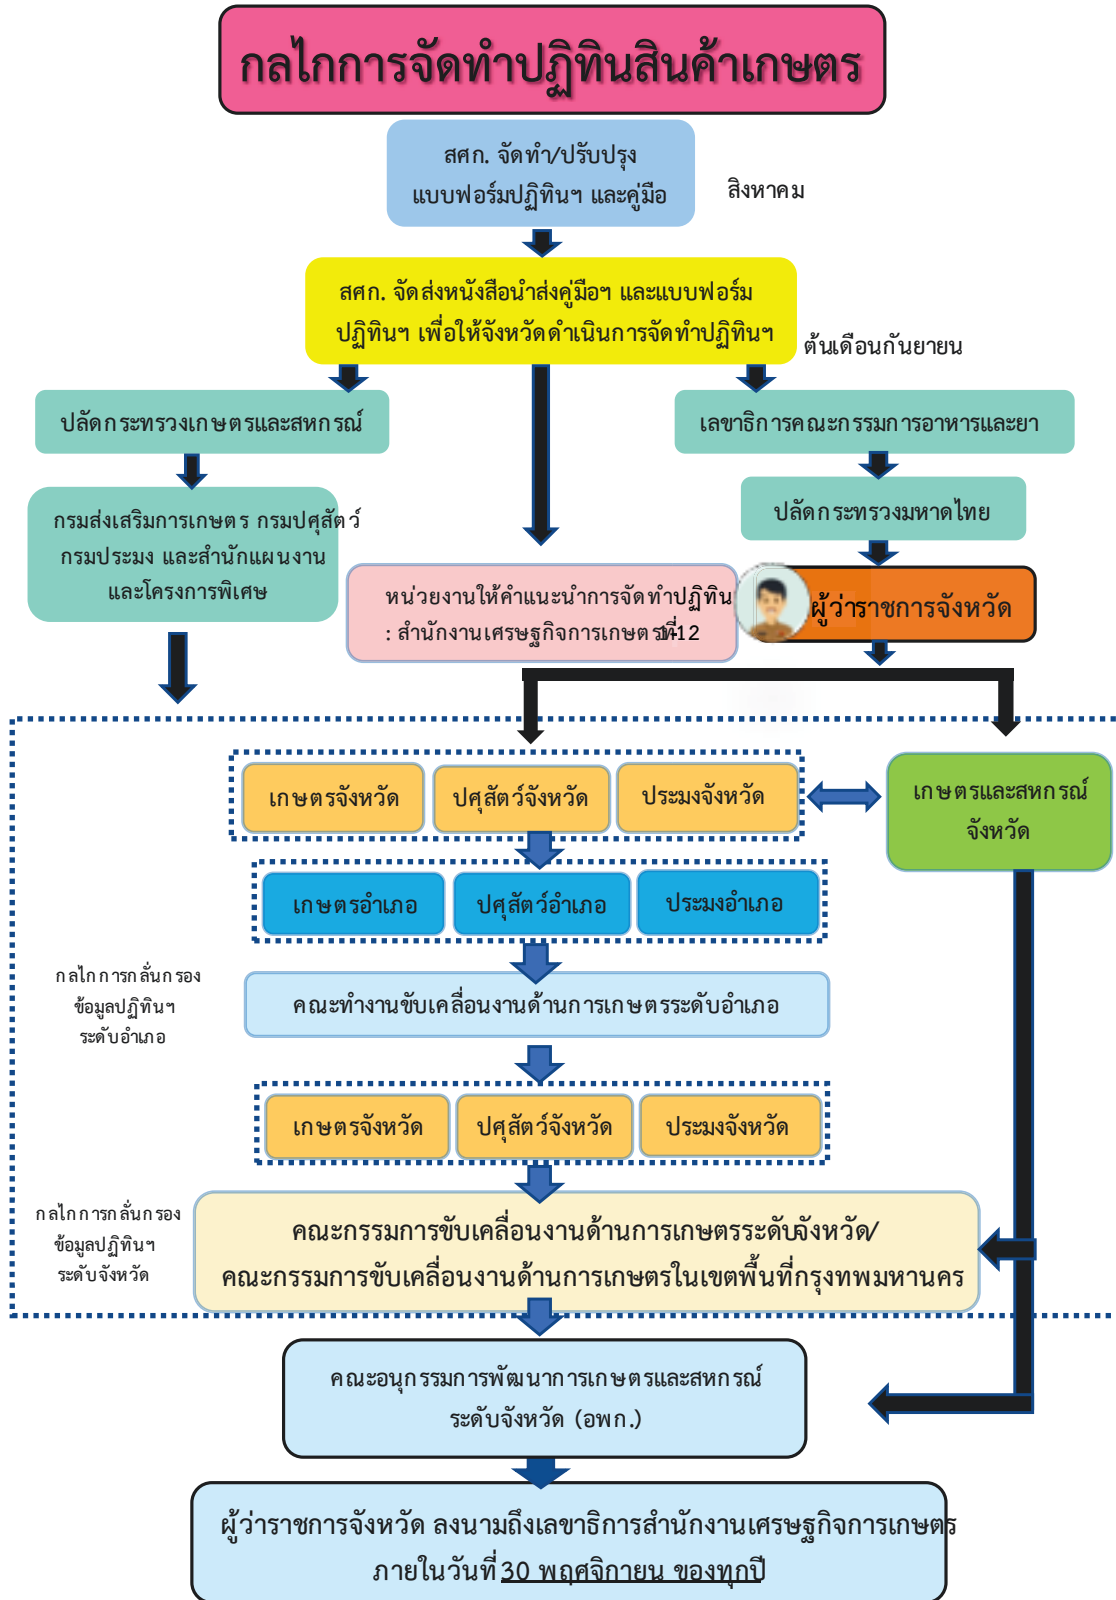 กลไกการจัดทำปฏิทินสินค้าเกษตร
สศก. จัดทำ/ปรับปรุง
แบบฟอร์มปฏิทินฯ และคู่มือ
สิงหาคม
สศก. จัดส่งหนังสือนำส่งคู่มือฯ และแบบฟอร์ม
ปฏิทินฯ เพื่อให้จังหวัดดำเนินการจัดทำปฏิทินฯ
ต้นเดือนกันยายน
ปลัดกระทรวงเกษตรและสหกรณ์
เลขาธิการคณะกรรมการอาหารและยา
กรมส่งเสริมการเกษตร กรมปศุสัตว์
กรมประมง และสำนักแผนงาน
และโครงการพิเศษ
ปลัดกระทรวงมหาดไทย
หน่วยงานให้คำแนะนำการจัดทำปฏิทิน
: สำนักงานเศรษฐกิจการเกษตรที่ 1-12
ผู้ว่าราชการจังหวัด
เกษตรจังหวัด
ปศุสัตว์จังหวัด
ประมงจังหวัด
เกษตรและสหกรณ์
จังหวัด
เกษตรอำเภอ
ปศุสัตว์อำเภอ
ประมงอำเภอ
กลไกการกลั่นกรอง
ข้อมูลปฏิทินฯ
ระดับอำเภอ
คณะทำงานขับเคลื่อนงานด้านการเกษตรระดับอำเภอ
เกษตรจังหวัด
ปศุสัตว์จังหวัด
ประมงจังหวัด
กลไกการกลั่นกรอง
ข้อมูลปฏิทินฯ
ระดับจังหวัด
คณะกรรมการขับเคลื่อนงานด้านการเกษตรระดับจังหวัด/
คณะกรรมการขับเคลื่อนงานด้านการเกษตรในเขตพื้นที่กรุงทพมหานคร
คณะอนุกรรมการพัฒนาการเกษตรและสหกรณ์
ระดับจังหวัด (อพก.)
ผู้ว่าราชการจังหวัด ลงนามถึงเลขาธิการสำนักงานเศรษฐกิจการเกษตร
ภายในวันที่ 30 พฤศจิกายน ของทุกปี